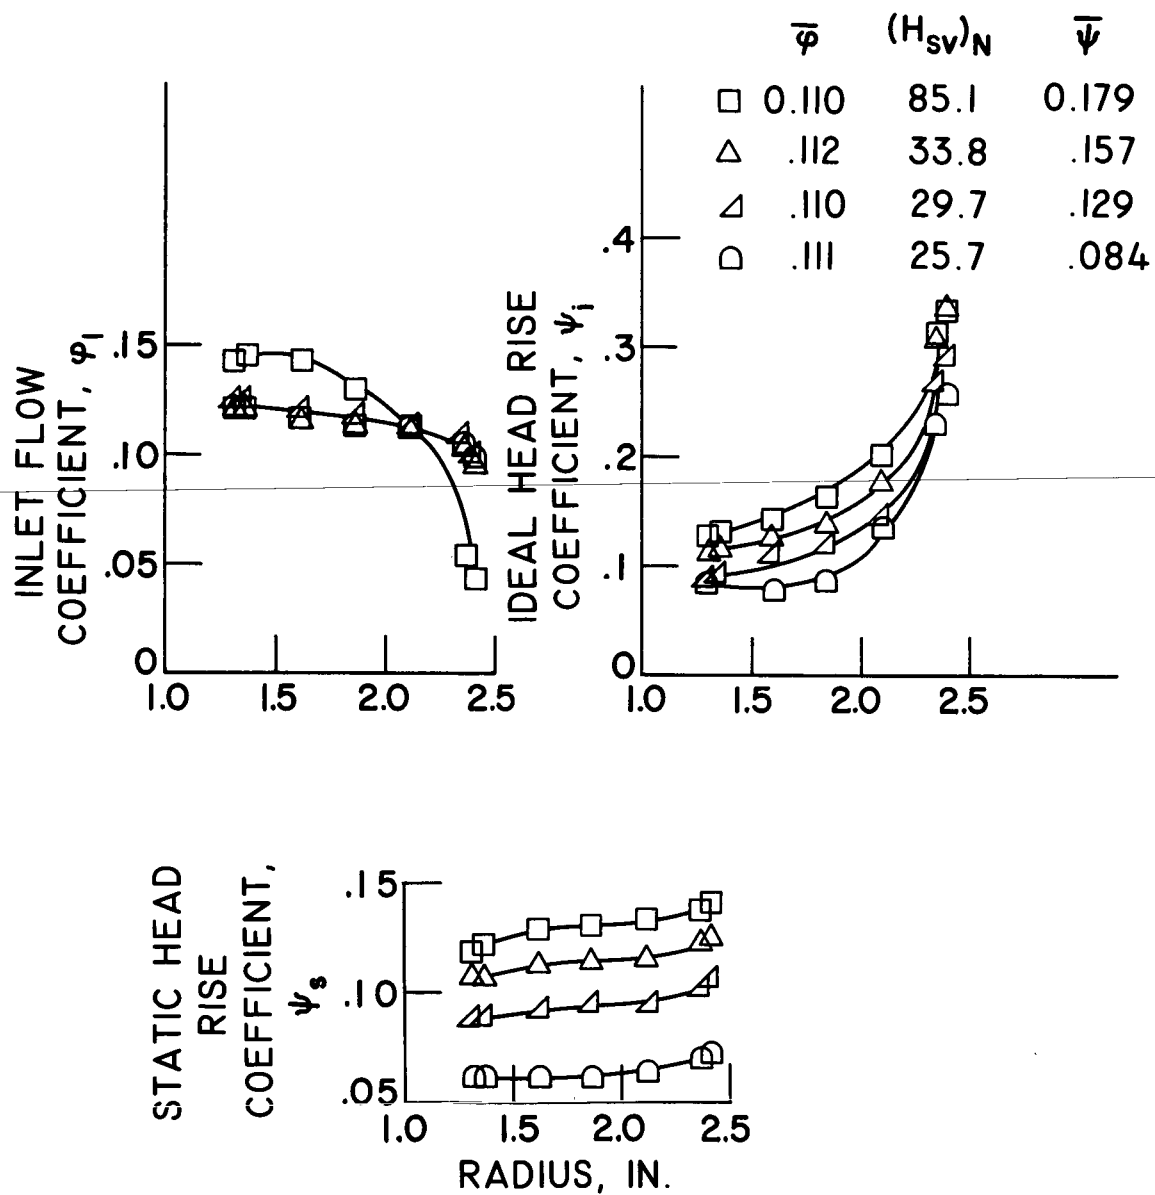 φ̄ (H_SV)_N ψ̄
□ 0.110 85.1 0.179
△ .112 33.8 .157
◿ .110 29.7 .129
.111 25.7 .084
INLET FLOW
COEFFICIENT, φ₁
.15
.10
.05
0
1.0 1.5 2.0 2.5
IDEAL HEAD RISE
COEFFICIENT, ψᵢ
.4
.3
.2
.1
0
1.0 1.5 2.0 2.5
STATIC HEAD
RISE
COEFFICIENT,
ψₛ
.15
.10
.05
1.0 1.5 2.0 2.5
RADIUS, IN.